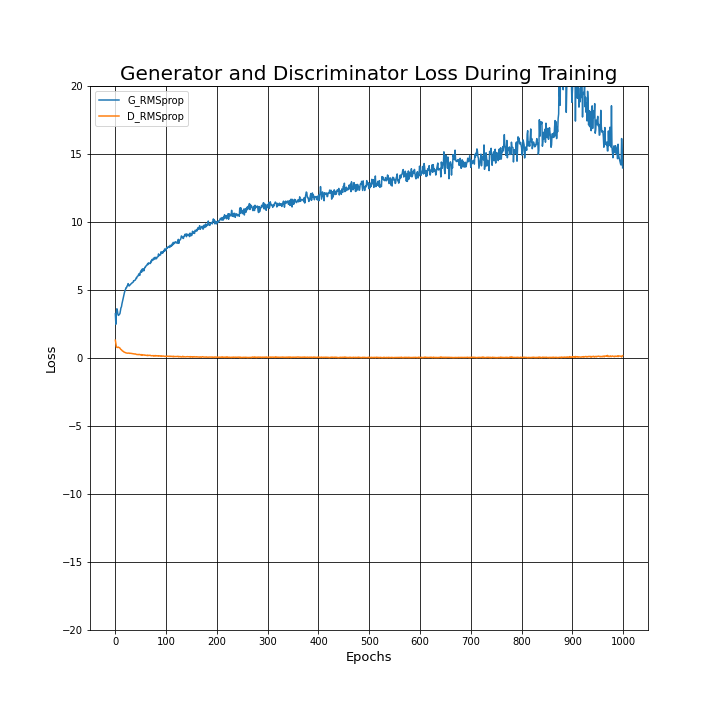 Generator and Discriminator Loss During Training
G_RMSprop
D_RMSprop
20
15
10
5
0
−5
−10
−15
−20
Loss
0 100 200 300 400 500 600 700 800 900 1000
Epochs